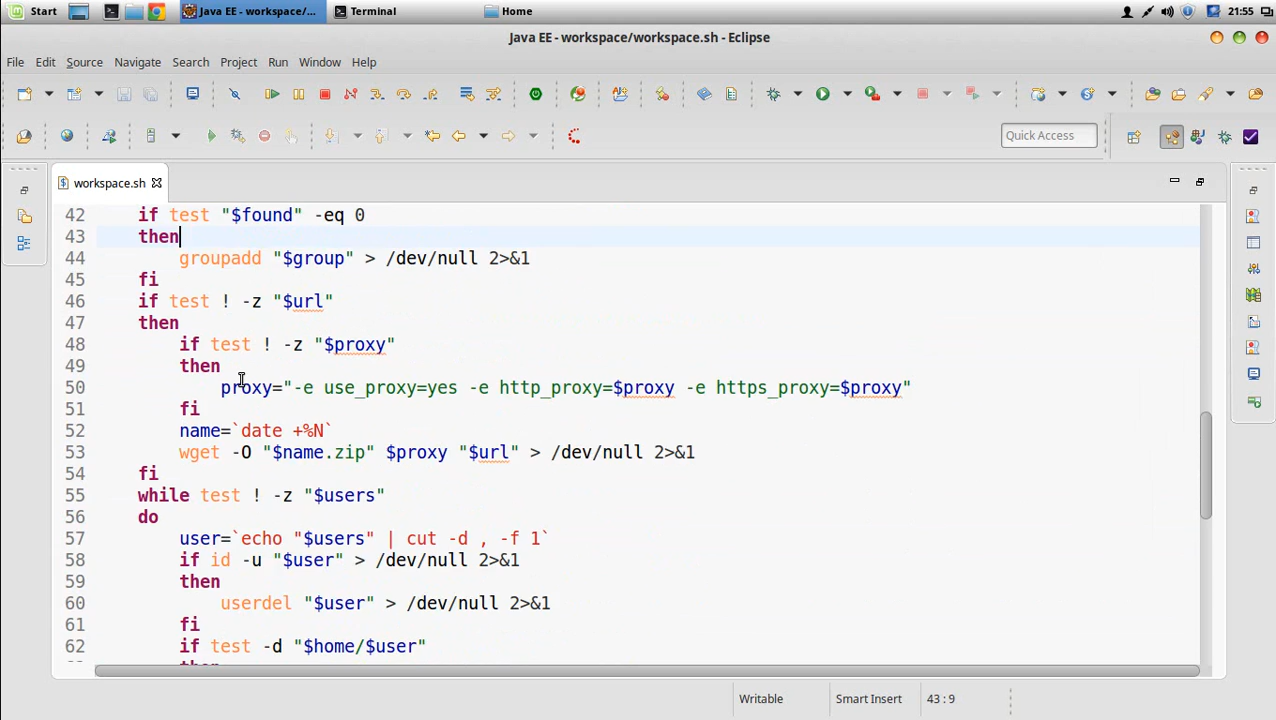 Start Java EE - workspace/... Terminal Home 21:55
Java EE - workspace/workspace.sh - Eclipse
File Edit Source Navigate Search Project Run Window Help
Quick Access
workspace.sh
42 if test "$found" -eq 0
43 then
44 groupadd "$group" > /dev/null 2>&1
45 fi
46 if test ! -z "$url"
47 then
48 if test ! -z "$proxy"
49 then
50 proxy="-e use_proxy=yes -e http_proxy=$proxy -e https_proxy=$proxy"
51 fi
52 name=`date +%N`
53 wget -O "$name.zip" $proxy "$url" > /dev/null 2>&1
54 fi
55 while test ! -z "$users"
56 do
57 user=`echo "$users" | cut -d , -f 1`
58 if id -u "$user" > /dev/null 2>&1
59 then
60 userdel "$user" > /dev/null 2>&1
61 fi
62 if test -d "$home/$user"
then
Writable Smart Insert 43 : 9